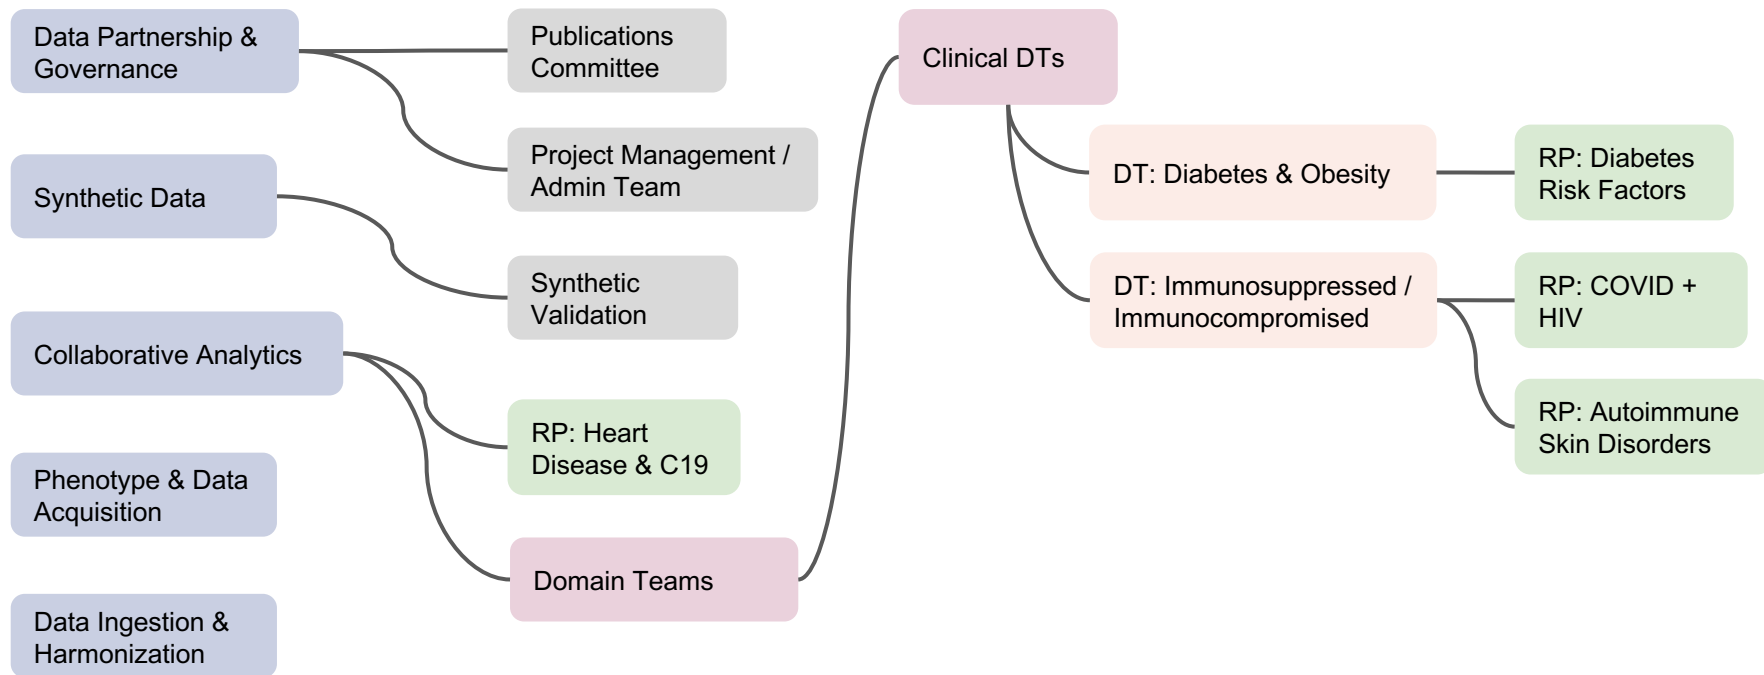 Data Partnership &
Governance
Synthetic Data
Collaborative Analytics
Phenotype & Data
Acquisition
Data Ingestion &
Harmonization
Publications
Committee
Project Management /
Admin Team
Synthetic
Validation
RP: Heart
Disease & C19
Domain Teams
Clinical DTs
DT: Diabetes & Obesity
DT: Immunosuppressed /
Immunocompromised
RP: Diabetes
Risk Factors
RP: COVID +
HIV
RP: Autoimmune
Skin Disorders